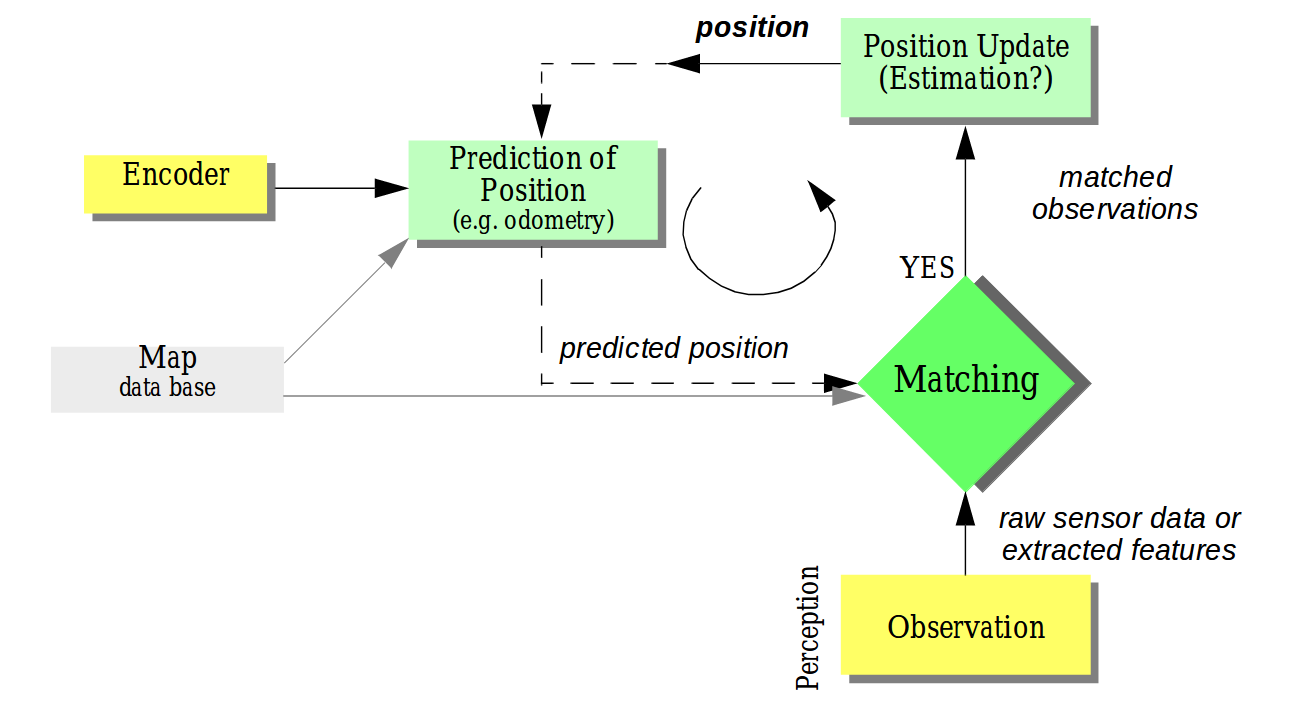 position
Position Update
(Estimation?)
Encoder
Prediction of
Position
(e.g. odometry)
matched
observations
YES
Map
data base
predicted position
Matching
raw sensor data or
extracted features
Perception
Observation